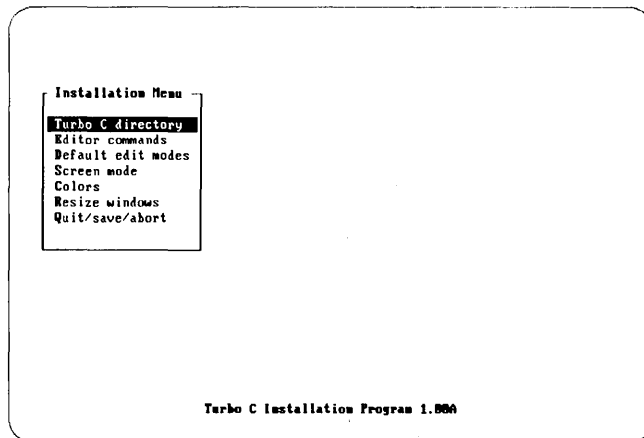 Installation Menu
Turbo C directory
Editor commands
Default edit modes
Screen mode
Colors
Resize windows
Quit/save/abort
Turbo C Installation Program 1.00A